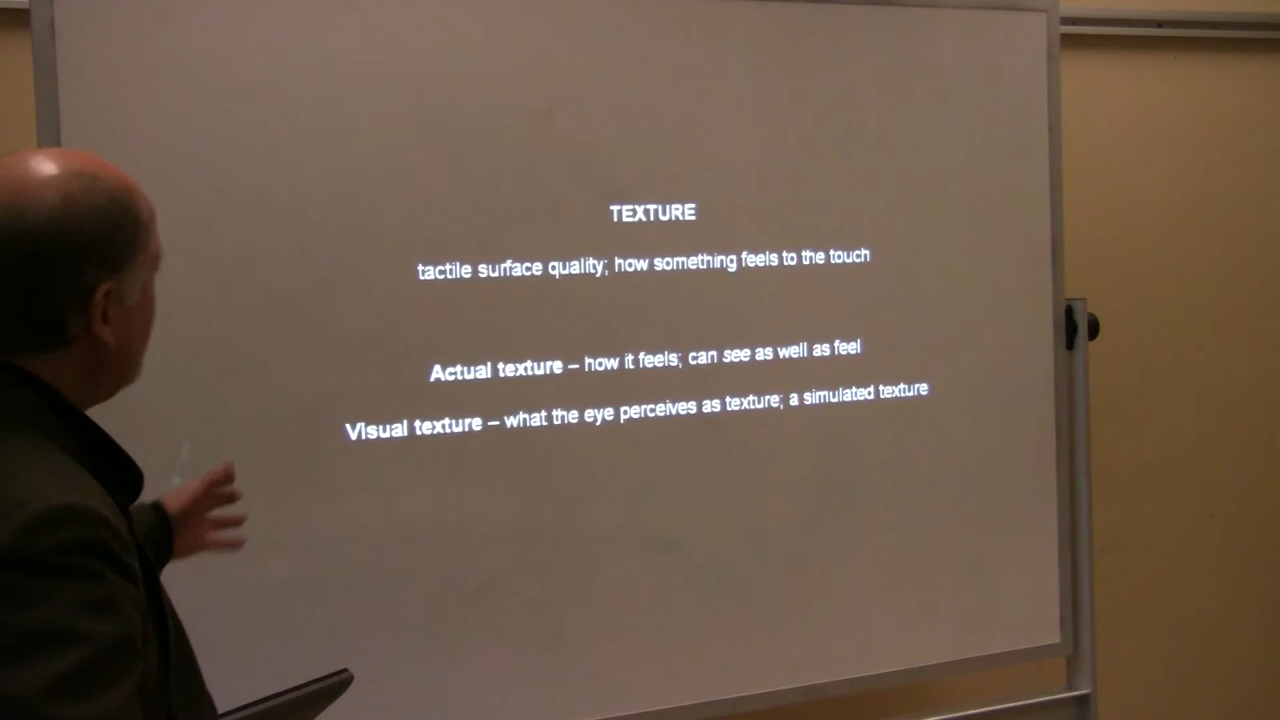 TEXTURE
tactile surface quality; how something feels to the touch
Actual texture – how it feels; can see as well as feel
Visual texture – what the eye perceives as texture; a simulated texture